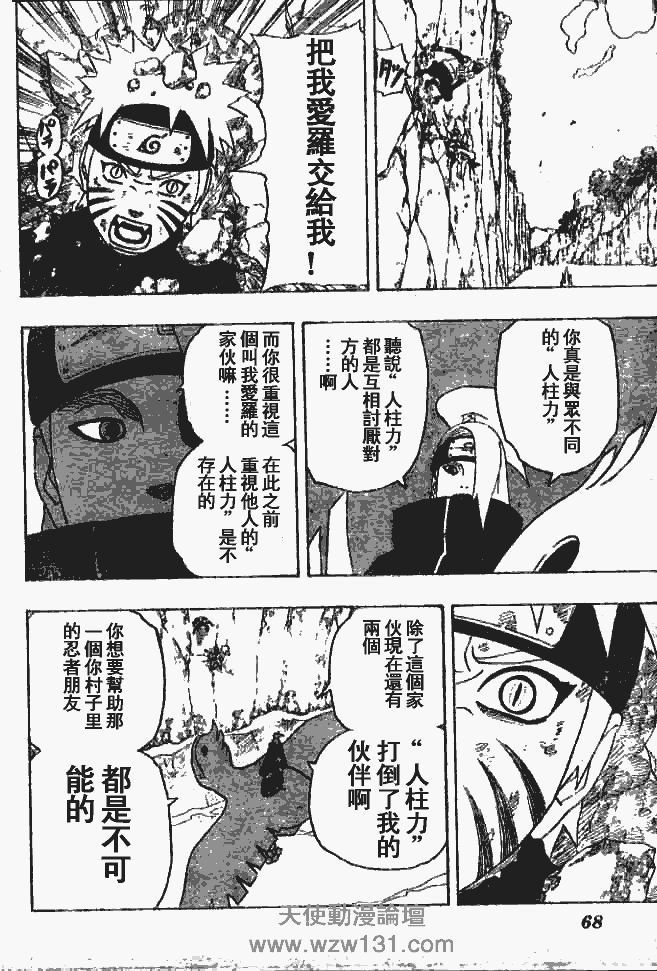 ダッ
把我愛羅交給我！
パラ
パラ
你真是與眾不同
的“人柱力”
聽說“人柱力”
都是互相討厭對
方的人
……啊
而你很重視這
個叫我愛羅的
家伙嘛……
在此之前
重視他人的“
人柱力”是不
存在的
除了這個家
伙現在還有
兩個
“人柱力”
打倒了我的
伙伴啊
你想要幫助那
一個你村子里
的忍者朋友
都是不可
能的
68
天使動漫論壇
www.wzw131.com